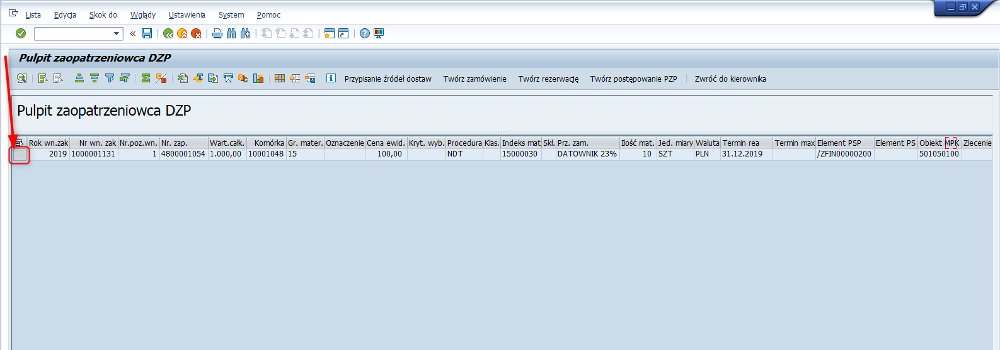 Lista Edycja Skok do Wglądy Ustawienia System Pomoc
Pulpit zaopatrzeniowca DZP
Przypisanie źródeł dostaw Twórz zamówienie Twórz rezerwację Twórz postępowanie PZP Zwróć do kierownika
Pulpit zaopatrzeniowca DZP
Rok wn.zak Nr wn. zak Nr.poz.wn. Nr. zap. Wart.całk. Komórka Gr. mater. Oznaczenie Cena ewid. Kryt. wyb. Procedura Klas. Indeks mat Skł. Prz. zam. Ilość mat. Jed. miary Waluta Termin rea Termin max Element PSP Element PS Obiekt MPK Zlecenie
2019 1000001131 1 4800001054 1.000,00 10001048 15 100,00 NDT 15000030 DATOWNIK 23% 10 SZT PLN 31.12.2019 /ZFIN00000200 501050100